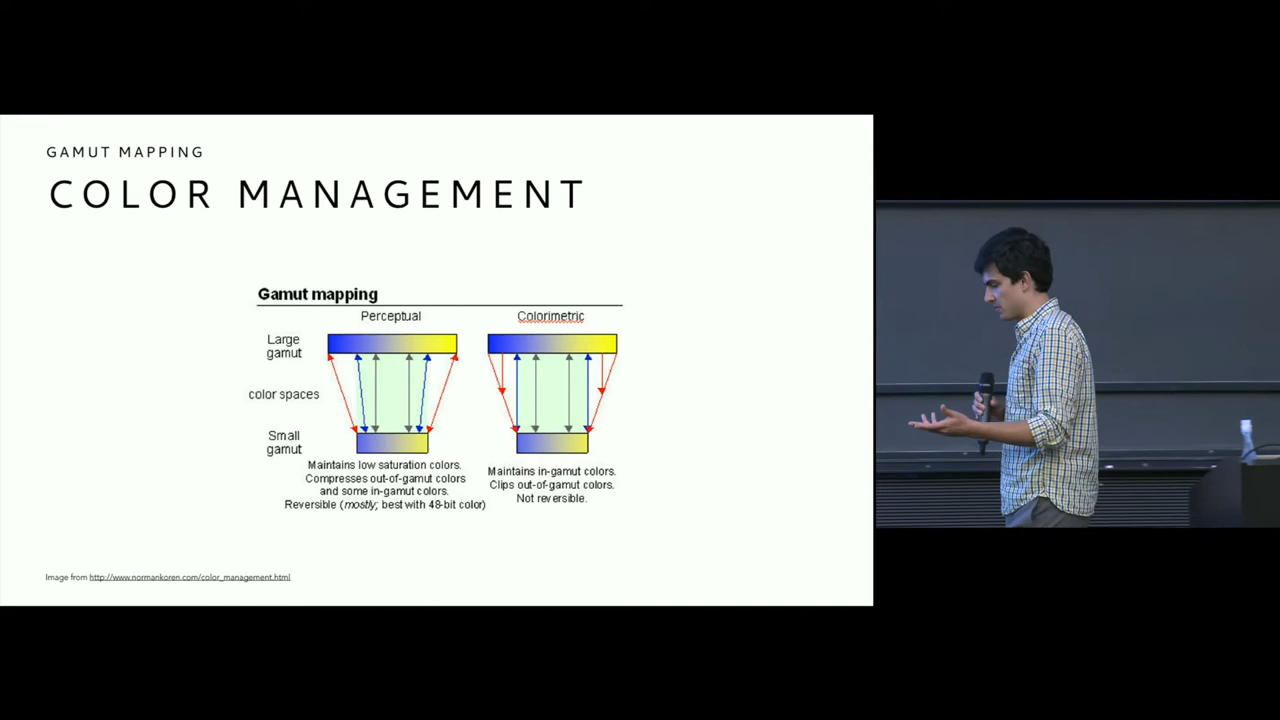 GAMUT MAPPING
COLOR MANAGEMENT
Gamut mapping
Perceptual
Colorimetric
Large
gamut
color spaces
Small
gamut
Maintains low saturation colors.
Compresses out-of-gamut colors
and some in-gamut colors.
Reversible (mostly; best with 48-bit color)
Maintains in-gamut colors.
Clips out-of-gamut colors.
Not reversible.
Image from http://www.normankoren.com/color_management.html